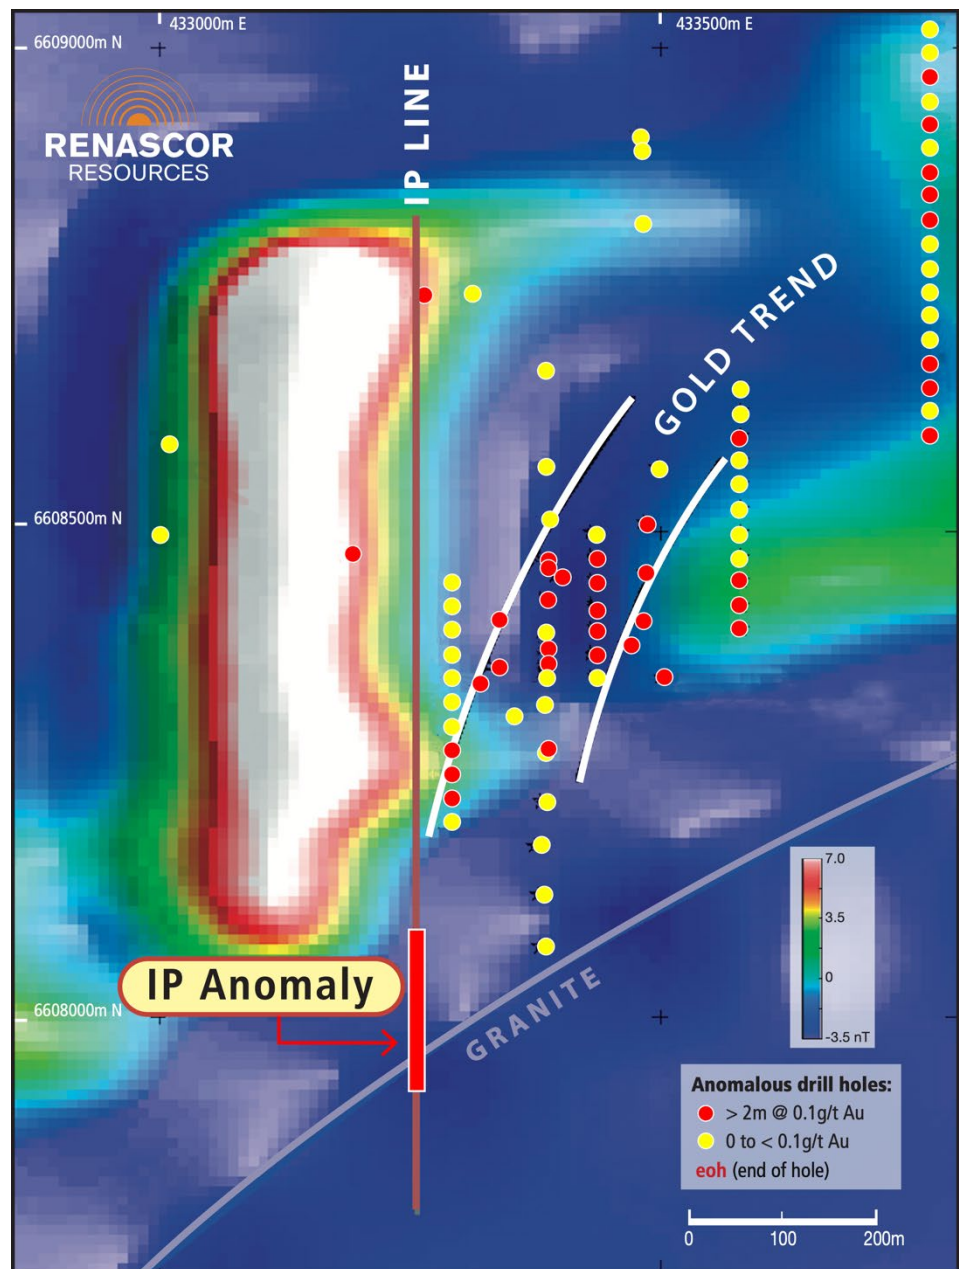 433000m E
433500m E
6609000m N
RENASCOR
RESOURCES
IP LINE
GOLD TREND
6608500m N
IP Anomaly
6608000m N
GRANITE
7.0
3.5
0
-3.5 nT
Anomalous drill holes:
> 2m @ 0.1g/t Au
0 to < 0.1g/t Au
eoh (end of hole)
0 100 200m